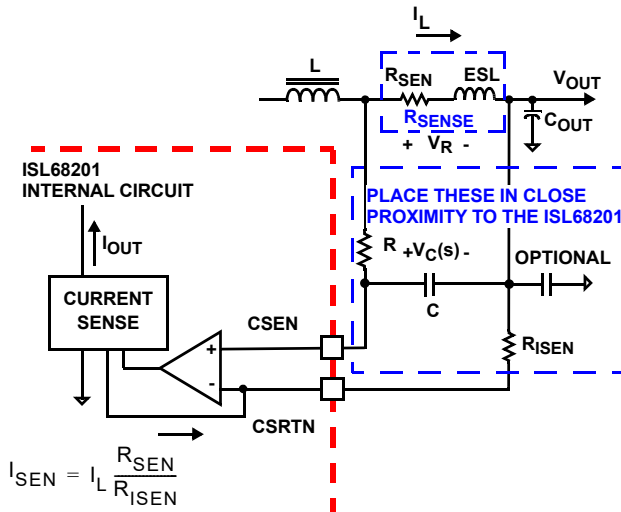 I_L
L
R_SEN
ESL
V_OUT
R_SENSE
C_OUT
+ V_R -
ISL68201
INTERNAL CIRCUIT
PLACE THESE IN CLOSE
PROXIMITY TO THE ISL68201
I_OUT
R
+V_C(s) -
OPTIONAL
CURRENT
SENSE
C
CSEN
R_ISEN
+
-
CSRTN
I_SEN = I_L R_SEN / R_ISEN